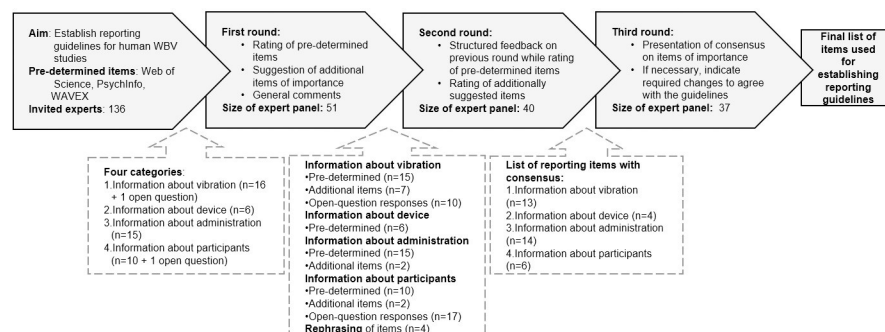 Aim: Establish reporting
guidelines for human WBV
studies
Pre-determined items: Web of
Science, PsychInfo,
WAVEX
Invited experts: 136
First round:
• Rating of pre-determined
items
• Suggestion of additional
items of importance
• General comments
Size of expert panel: 51
Second round:
• Structured feedback on
previous round while rating
of pre-determined items
• Rating of additionally
suggested items
Size of expert panel: 40
Third round:
• Presentation of consensus
on items of importance
• If necessary, indicate
required changes to agree
with the guidelines
Size of expert panel: 37
Final list of
items used
for
establishing
reporting
guidelines
Four categories:
1.Information about vibration (n=16
+ 1 open question)
2.Information about device (n=6)
3.Information about administration
(n=15)
4.Information about participants
(n=10 + 1 open question)
Information about vibration
•Pre-determined (n=15)
•Additional items (n=7)
•Open-question responses (n=10)
Information about device
•Pre-determined (n=6)
Information about administration
•Pre-determined (n=15)
•Additional items (n=2)
Information about participants
•Pre-determined (n=10)
•Additional items (n=2)
•Open-question responses (n=17)
Rephrasing of items (n=4)
List of reporting items with
consensus:
1.Information about vibration
(n=13)
2.Information about device (n=4)
3.Information about administration
(n=14)
4.Information about participants
(n=6)